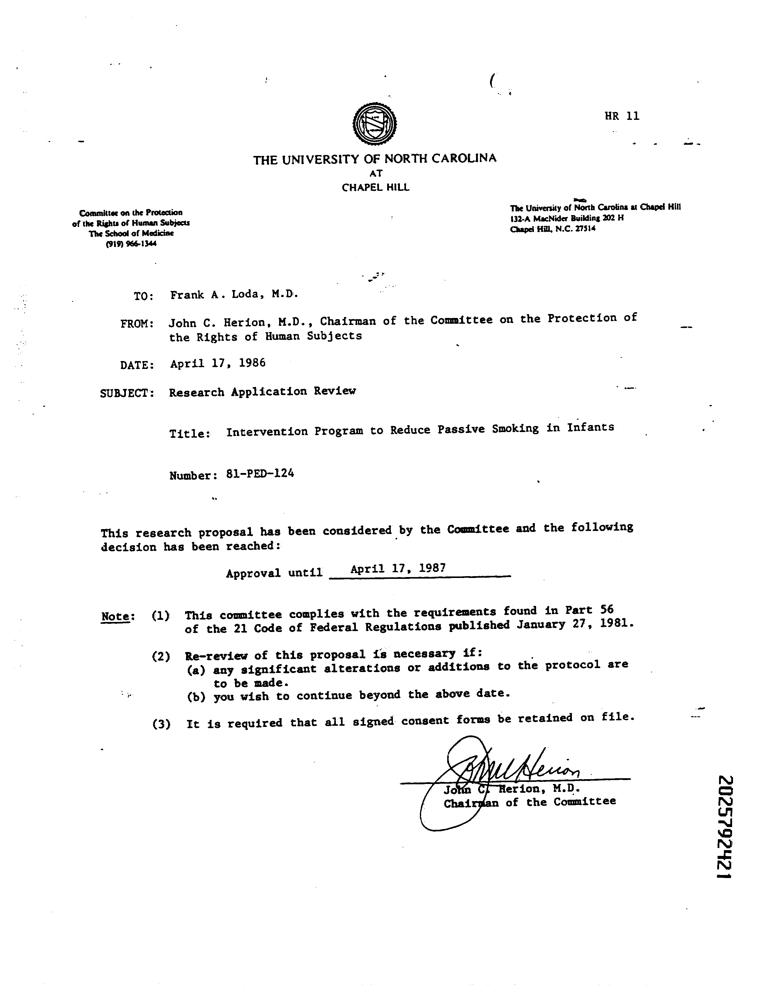 HR 11
THE UNIVERSITY OF NORTH CAROLINA
AT
CHAPEL HILL
Committee on the Protection
of the Rights of Human Subjects
The School of Medicine
(919) 966-1344
The University of North Carolina at Chapel Hill
132-A MacNider Building 202 H
Chapel Hill, N.C. 27514
TO: Frank A. Loda, M.D.
FROM: John C. Herion, M.D., Chairman of the Committee on the Protection of
the Rights of Human Subjects
DATE: April 17, 1986
SUBJECT: Research Application Review
Title: Intervention Program to Reduce Passive Smoking in Infants
Number: 81-PED-124
This research proposal has been considered by the Committee and the following
decision has been reached:
Approval until April 17, 1987
Note: (1) This committee complies with the requirements found in Part 56
of the 21 Code of Federal Regulations published January 27, 1981.
(2) Re-review of this proposal is necessary if:
(a) any significant alterations or additions to the protocol are
to be made.
(b) you wish to continue beyond the above date.
(3) It is required that all signed consent forms be retained on file.
John C. Herion, M.D.
Chairman of the Committee
2025792421